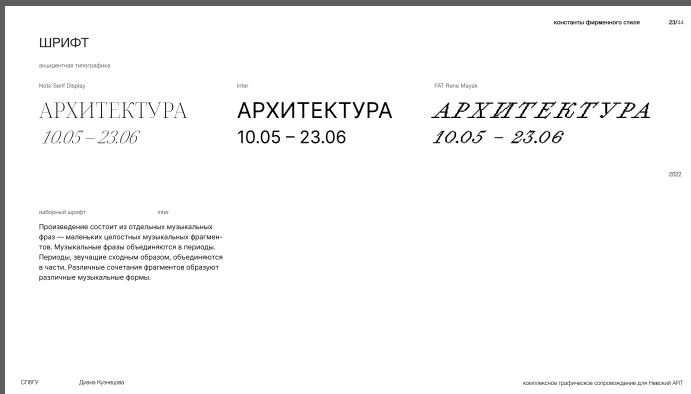 константы фирменного стиля
23/44
ШРИФТ
акцидентная типографика
Noto Serif Display
АРХИТЕКТУРА
10.05 – 23.06
Inter
АРХИТЕКТУРА
10.05 – 23.06
FAT Rene Mayak
АРХИТЕКТУРА
10.05 – 23.06
2022
наборный шрифт
inter
Произведение состоит из отдельных музыкальных
фраз — маленьких целостных музыкальных фрагмен-
тов. Музыкальные фразы объединяются в периоды.
Периоды, звучащие сходным образом, объединяются
в части. Различные сочетания фрагментов образуют
различные музыкальные формы.
СПбГУ
Диана Кузнецова
комплексное графическое сопровождение для Невский ART